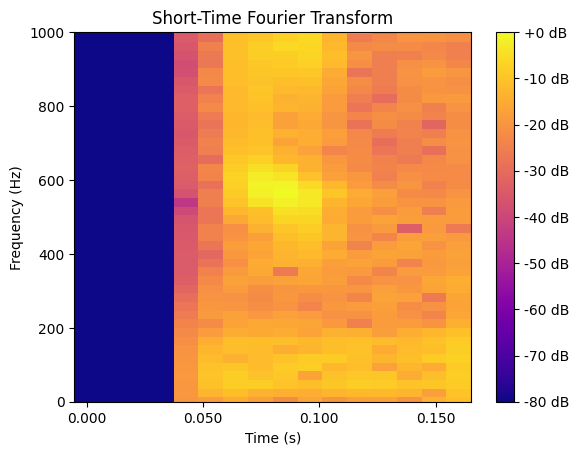 Short-Time Fourier Transform
1000
800
600
400
200
0
Frequency (Hz)
0.000
0.050
0.100
0.150
Time (s)
+0 dB
-10 dB
-20 dB
-30 dB
-40 dB
-50 dB
-60 dB
-70 dB
-80 dB